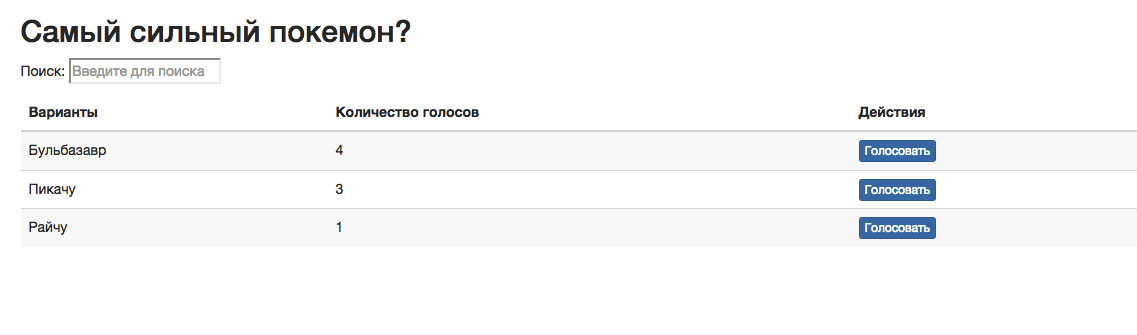 Самый сильный покемон?
Поиск: Введите для поиска
Варианты Количество голосов Действия
Бульбазавр 4 Голосовать
Пикачу 3 Голосовать
Райчу 1 Голосовать